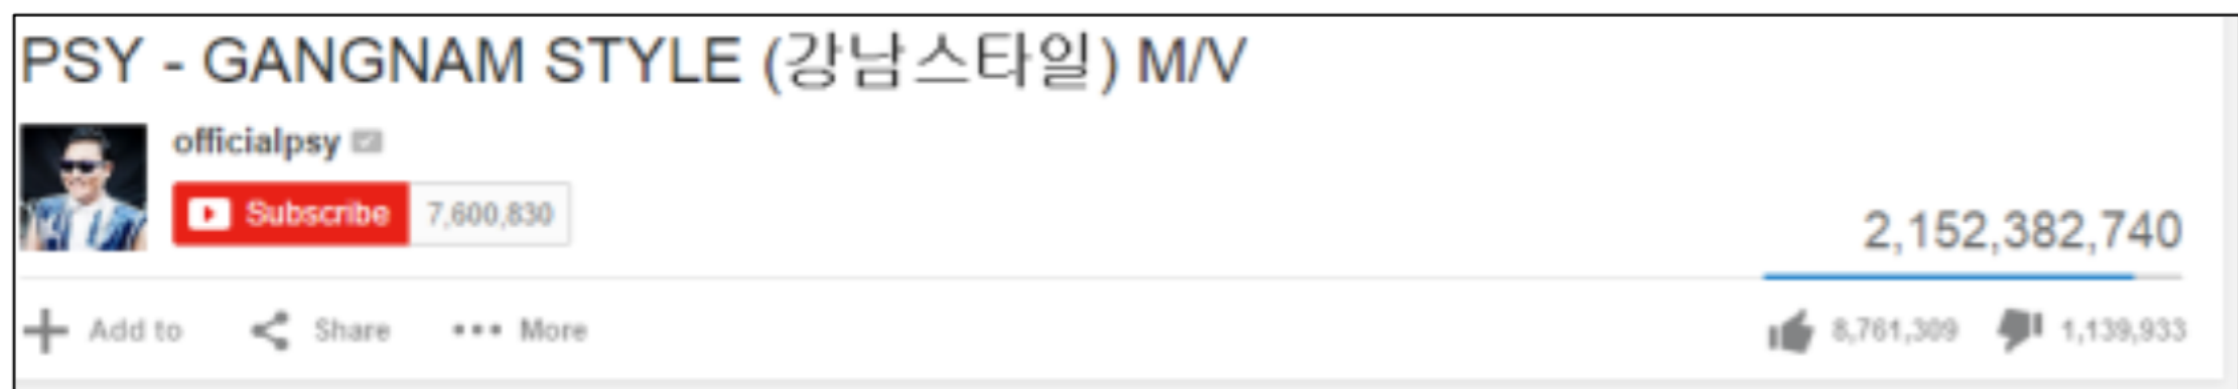 PSY - GANGNAM STYLE (강남스타일) M/V
officialpsy
Subscribe 7,600,830
2,152,382,740
Add to Share More 8,761,309 1,139,933